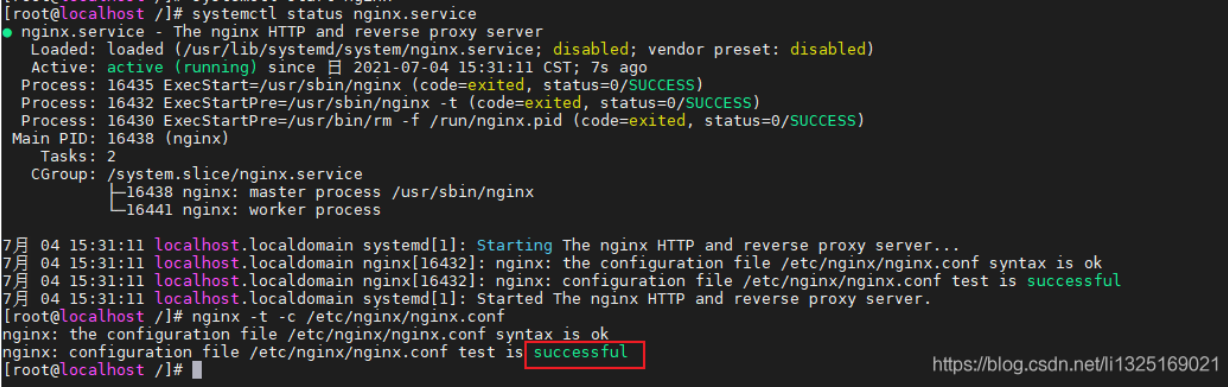 [root@localhost /]# systemctl start nginx
[root@localhost /]# systemctl status nginx.service
● nginx.service - The nginx HTTP and reverse proxy server
Loaded: loaded (/usr/lib/systemd/system/nginx.service; disabled; vendor preset: disabled)
Active: active (running) since 日 2021-07-04 15:31:11 CST; 7s ago
Process: 16435 ExecStart=/usr/sbin/nginx (code=exited, status=0/SUCCESS)
Process: 16432 ExecStartPre=/usr/sbin/nginx -t (code=exited, status=0/SUCCESS)
Process: 16430 ExecStartPre=/usr/bin/rm -f /run/nginx.pid (code=exited, status=0/SUCCESS)
Main PID: 16438 (nginx)
Tasks: 2
CGroup: /system.slice/nginx.service
├─16438 nginx: master process /usr/sbin/nginx
└─16441 nginx: worker process
7月 04 15:31:11 localhost.localdomain systemd[1]: Starting The nginx HTTP and reverse proxy server...
7月 04 15:31:11 localhost.localdomain nginx[16432]: nginx: the configuration file /etc/nginx/nginx.conf syntax is ok
7月 04 15:31:11 localhost.localdomain nginx[16432]: nginx: configuration file /etc/nginx/nginx.conf test is successful
7月 04 15:31:11 localhost.localdomain systemd[1]: Started The nginx HTTP and reverse proxy server.
[root@localhost /]# nginx -t -c /etc/nginx/nginx.conf
nginx: the configuration file /etc/nginx/nginx.conf syntax is ok
nginx: configuration file /etc/nginx/nginx.conf test is successful
[root@localhost /]#
https://blog.csdn.net/li1325169021